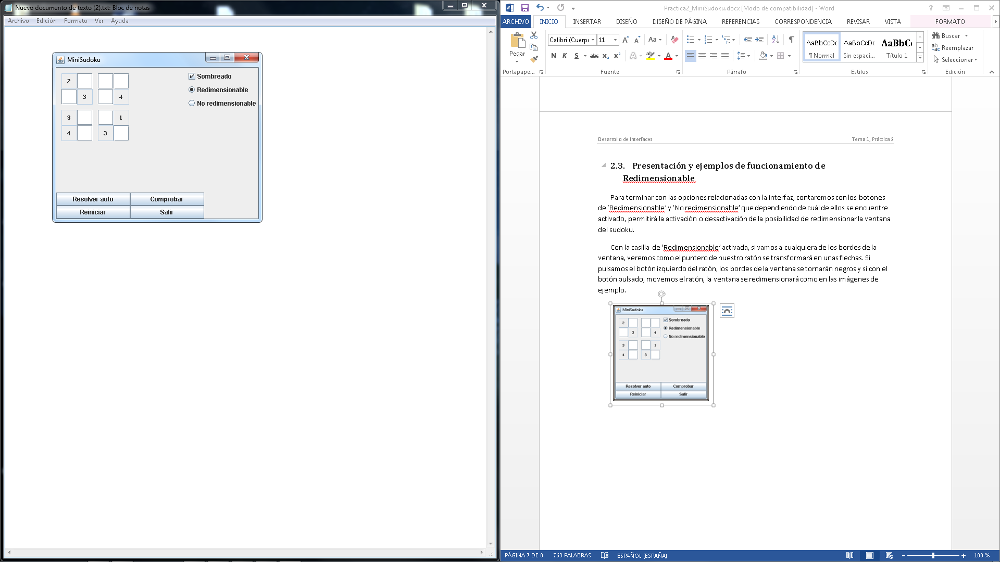 Nuevo documento de texto (2).txt: Bloc de notas
Archivo Edición Formato Ver Ayuda
MiniSudoku
2
3 4
3 1
4 3
Sombreado
Redimensionable
No redimensionable
Resolver auto Comprobar
Reiniciar Salir
Practica2_MiniSudoku.docx [Modo de compatibilidad] - Word
ARCHIVO INICIO INSERTAR DISEÑO DISEÑO DE PÁGINA REFERENCIAS CORRESPONDENCIA REVISAR VISTA FORMATO
Pegar
Portapape...
Calibri (Cuerpo 11
Aa
N K S abc x₂ x² A A
Fuente
Párrafo
AaBbCcDc AaBbCcDc AaBbCc
¶ Normal Sin espaci... Título 1
Estilos
Buscar
Reemplazar
Seleccionar
Edición
Desarrollo de Interfaces Tema 1, Práctica 2
2.3. Presentación y ejemplos de funcionamiento de
Redimensionable
Para terminar con las opciones relacionadas con la interfaz, contaremos con los botones
de ‘Redimensionable’ y ‘No redimensionable’ que dependiendo de cuál de ellos se encuentre
activado, permitirá la activación o desactivación de la posibilidad de redimensionar la ventana
del sudoku.
Con la casilla de ‘Redimensionable’ activada, si vamos a cualquiera de los bordes de la
ventana, veremos como el puntero de nuestro ratón se transformará en unas flechas. Si
pulsamos el botón izquierdo del ratón, los bordes de la ventana se tornarán negros y si con el
botón pulsado, movemos el ratón, la ventana se redimensionará como en las imágenes de
ejemplo.
MiniSudoku
2
3 4
3 1
4 3
Sombreado
Redimensionable
No redimensionable
Resolver auto Comprobar
Reiniciar Salir
PÁGINA 7 DE 8 763 PALABRAS ESPAÑOL (ESPAÑA) 100 %